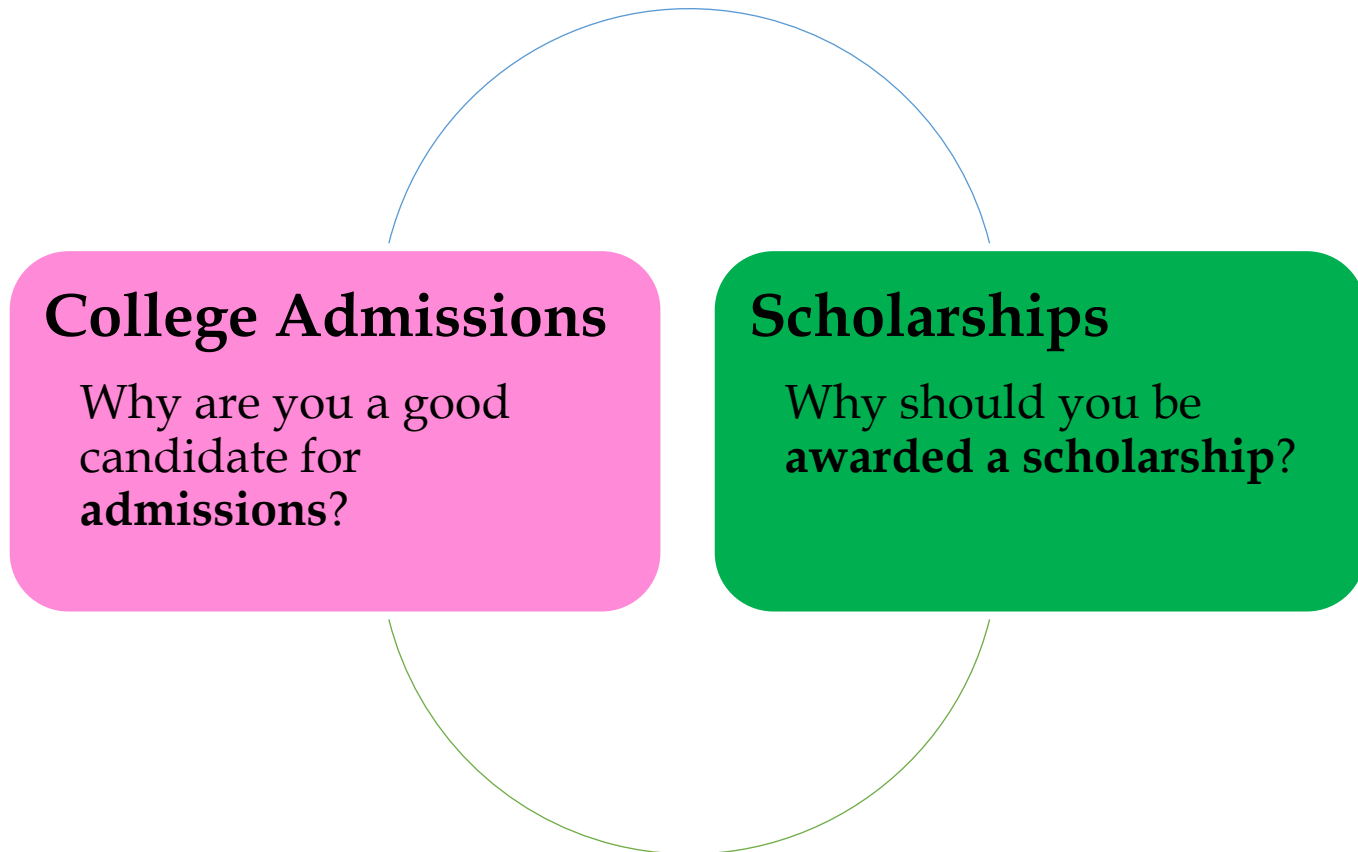 College Admissions
Why are you a good
candidate for
admissions?
Scholarships
Why should you be
awarded a scholarship?